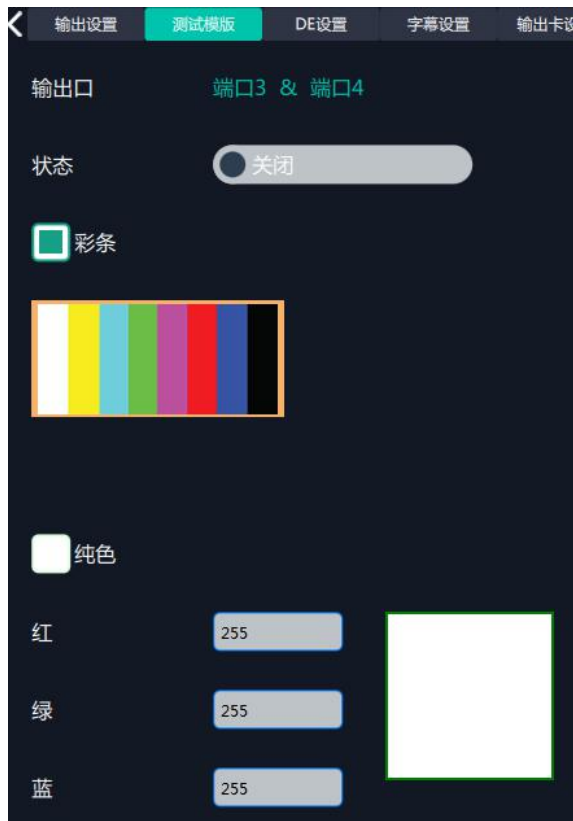 输出设置 测试模版 DE设置 字幕设置 输出卡设
输出口 端口3 & 端口4
状态 关闭
彩条
纯色
红 255
绿 255
蓝 255